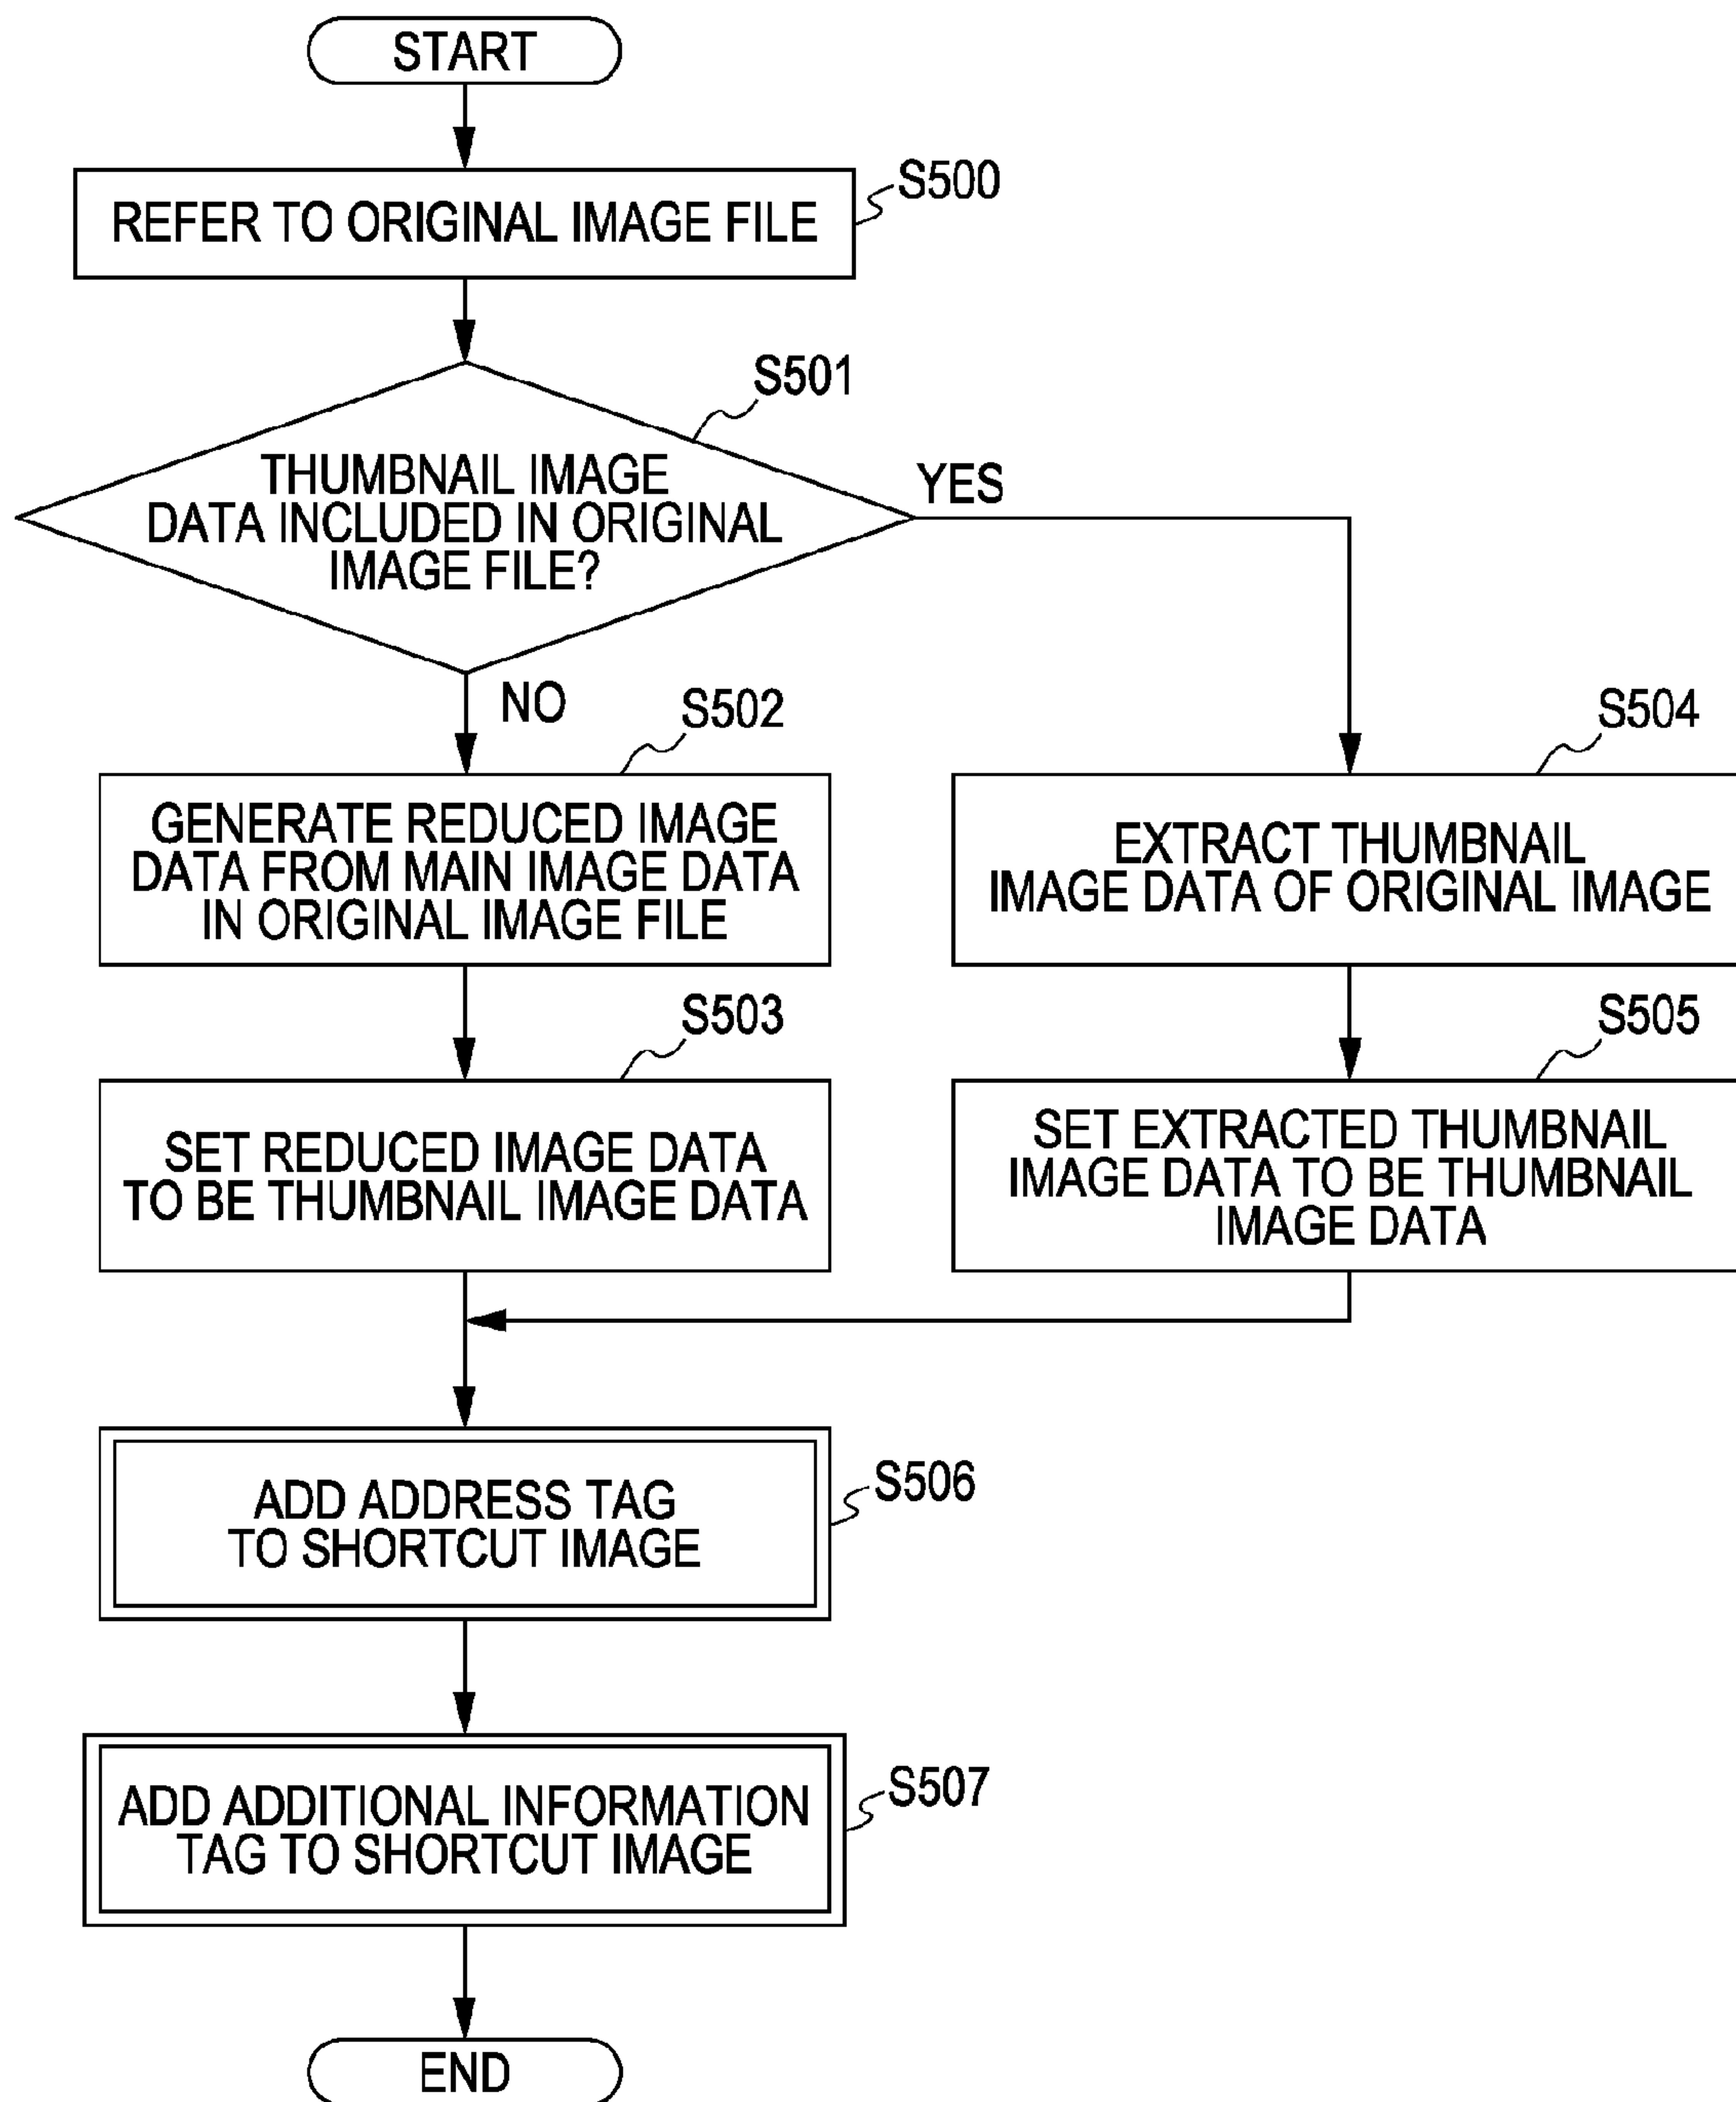 START
S500
REFER TO ORIGINAL IMAGE FILE
S501
THUMBNAIL IMAGE
DATA INCLUDED IN ORIGINAL
IMAGE FILE?
YES
NO
S502
GENERATE REDUCED IMAGE
DATA FROM MAIN IMAGE DATA
IN ORIGINAL IMAGE FILE
S504
EXTRACT THUMBNAIL
IMAGE DATA OF ORIGINAL IMAGE
S503
SET REDUCED IMAGE DATA
TO BE THUMBNAIL IMAGE DATA
S505
SET EXTRACTED THUMBNAIL
IMAGE DATA TO BE THUMBNAIL
IMAGE DATA
S506
ADD ADDRESS TAG
TO SHORTCUT IMAGE
S507
ADD ADDITIONAL INFORMATION
TAG TO SHORTCUT IMAGE
END